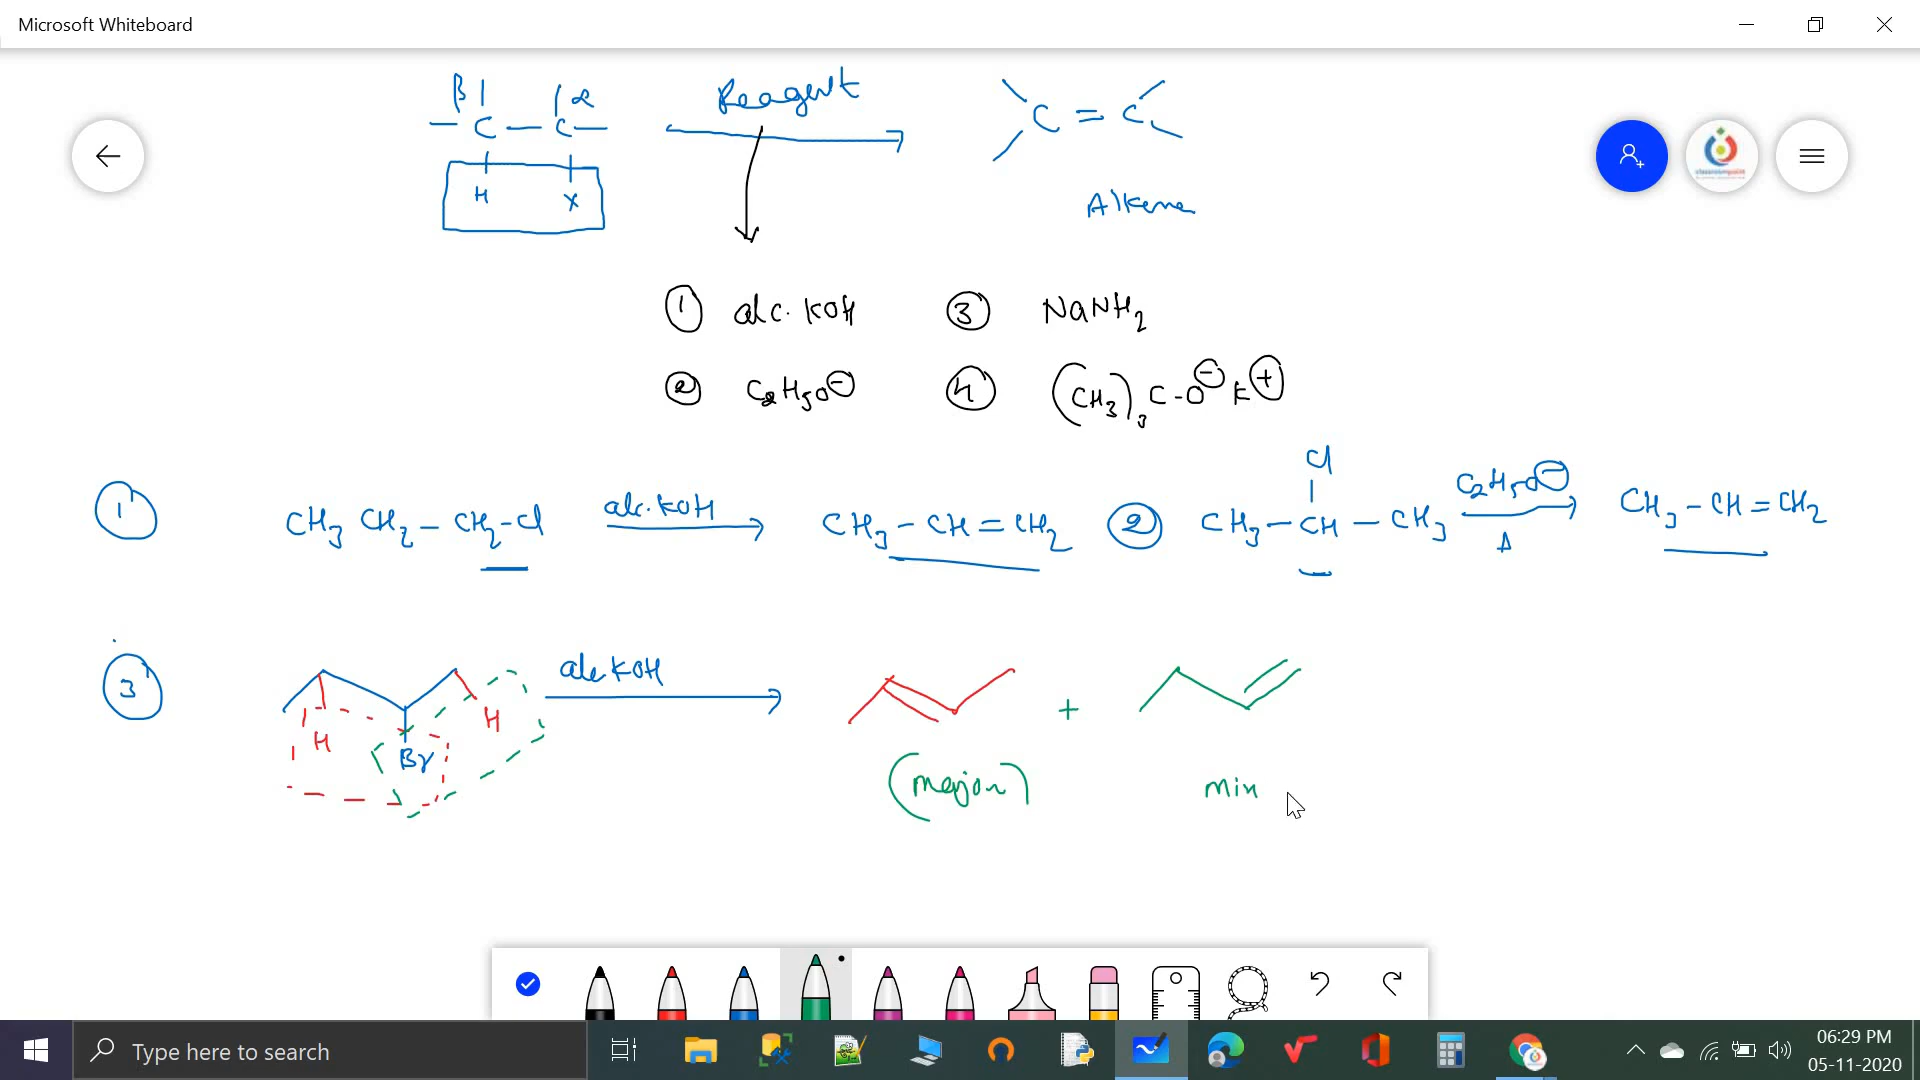 Microsoft Whiteboard
β α Reagent
— C — C — C = C
H X
Alkene
① alc. KOH ③ NaNH₂
② C₂H₅O⊖ ④ (CH₃)₃C-O⊖ K⊕
① CH₃ CH₂ – CH₂-Cl alc. KOH CH₃ – CH = CH₂
② CH₃ – CH – CH₃ C₂H₅O⊖ CH₃ – CH = CH₂
Cl Δ
③ alc KOH
H Br H +
(Major) Min
Type here to search
06:29 PM
05-11-2020